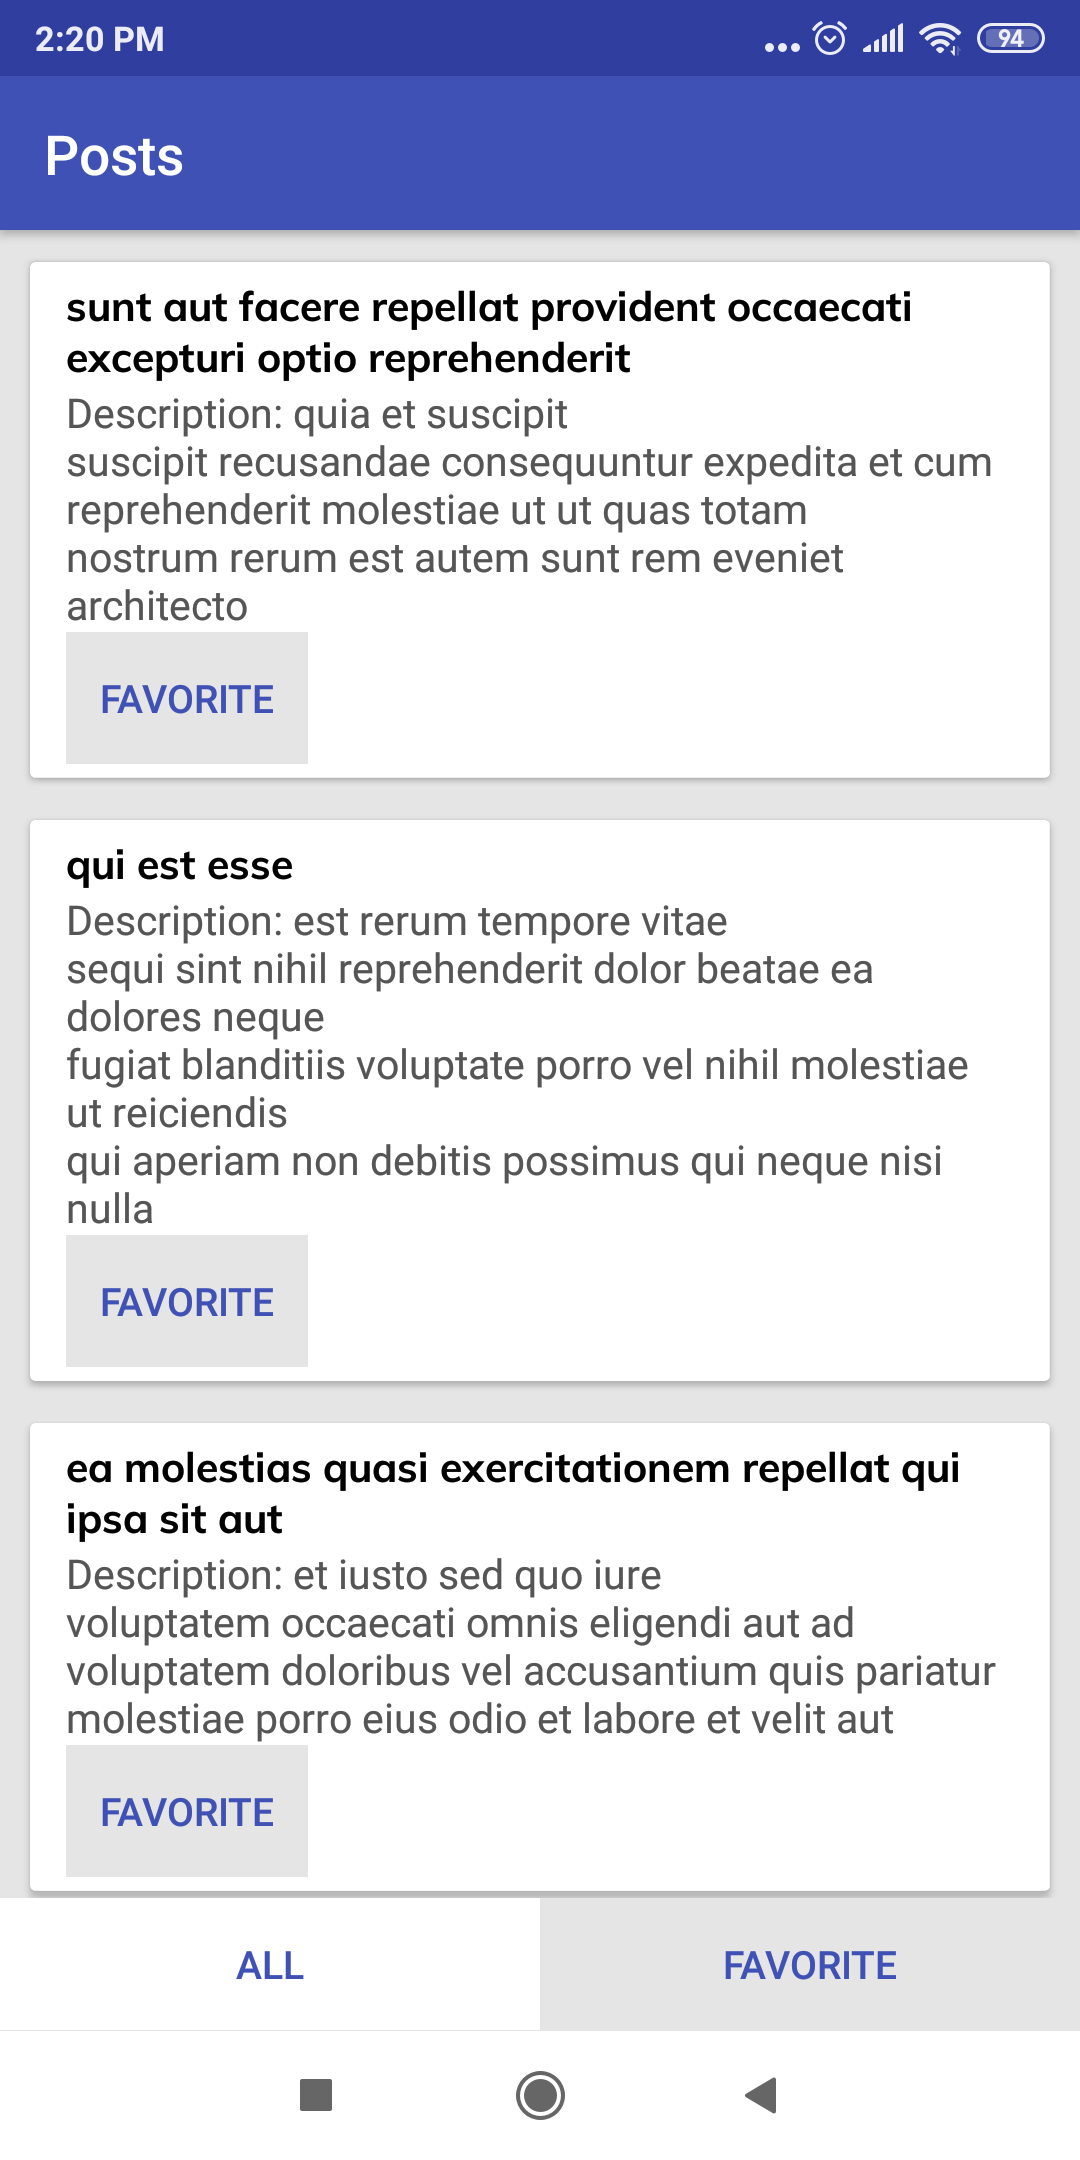 2:20 PM
94
Posts
sunt aut facere repellat provident occaecati
excepturi optio reprehenderit
Description: quia et suscipit
suscipit recusandae consequuntur expedita et cum
reprehenderit molestiae ut ut quas totam
nostrum rerum est autem sunt rem eveniet
architecto
FAVORITE
qui est esse
Description: est rerum tempore vitae
sequi sint nihil reprehenderit dolor beatae ea
dolores neque
fugiat blanditiis voluptate porro vel nihil molestiae
ut reiciendis
qui aperiam non debitis possimus qui neque nisi
nulla
FAVORITE
ea molestias quasi exercitationem repellat qui
ipsa sit aut
Description: et iusto sed quo iure
voluptatem occaecati omnis eligendi aut ad
voluptatem doloribus vel accusantium quis pariatur
molestiae porro eius odio et labore et velit aut
FAVORITE
ALL
FAVORITE